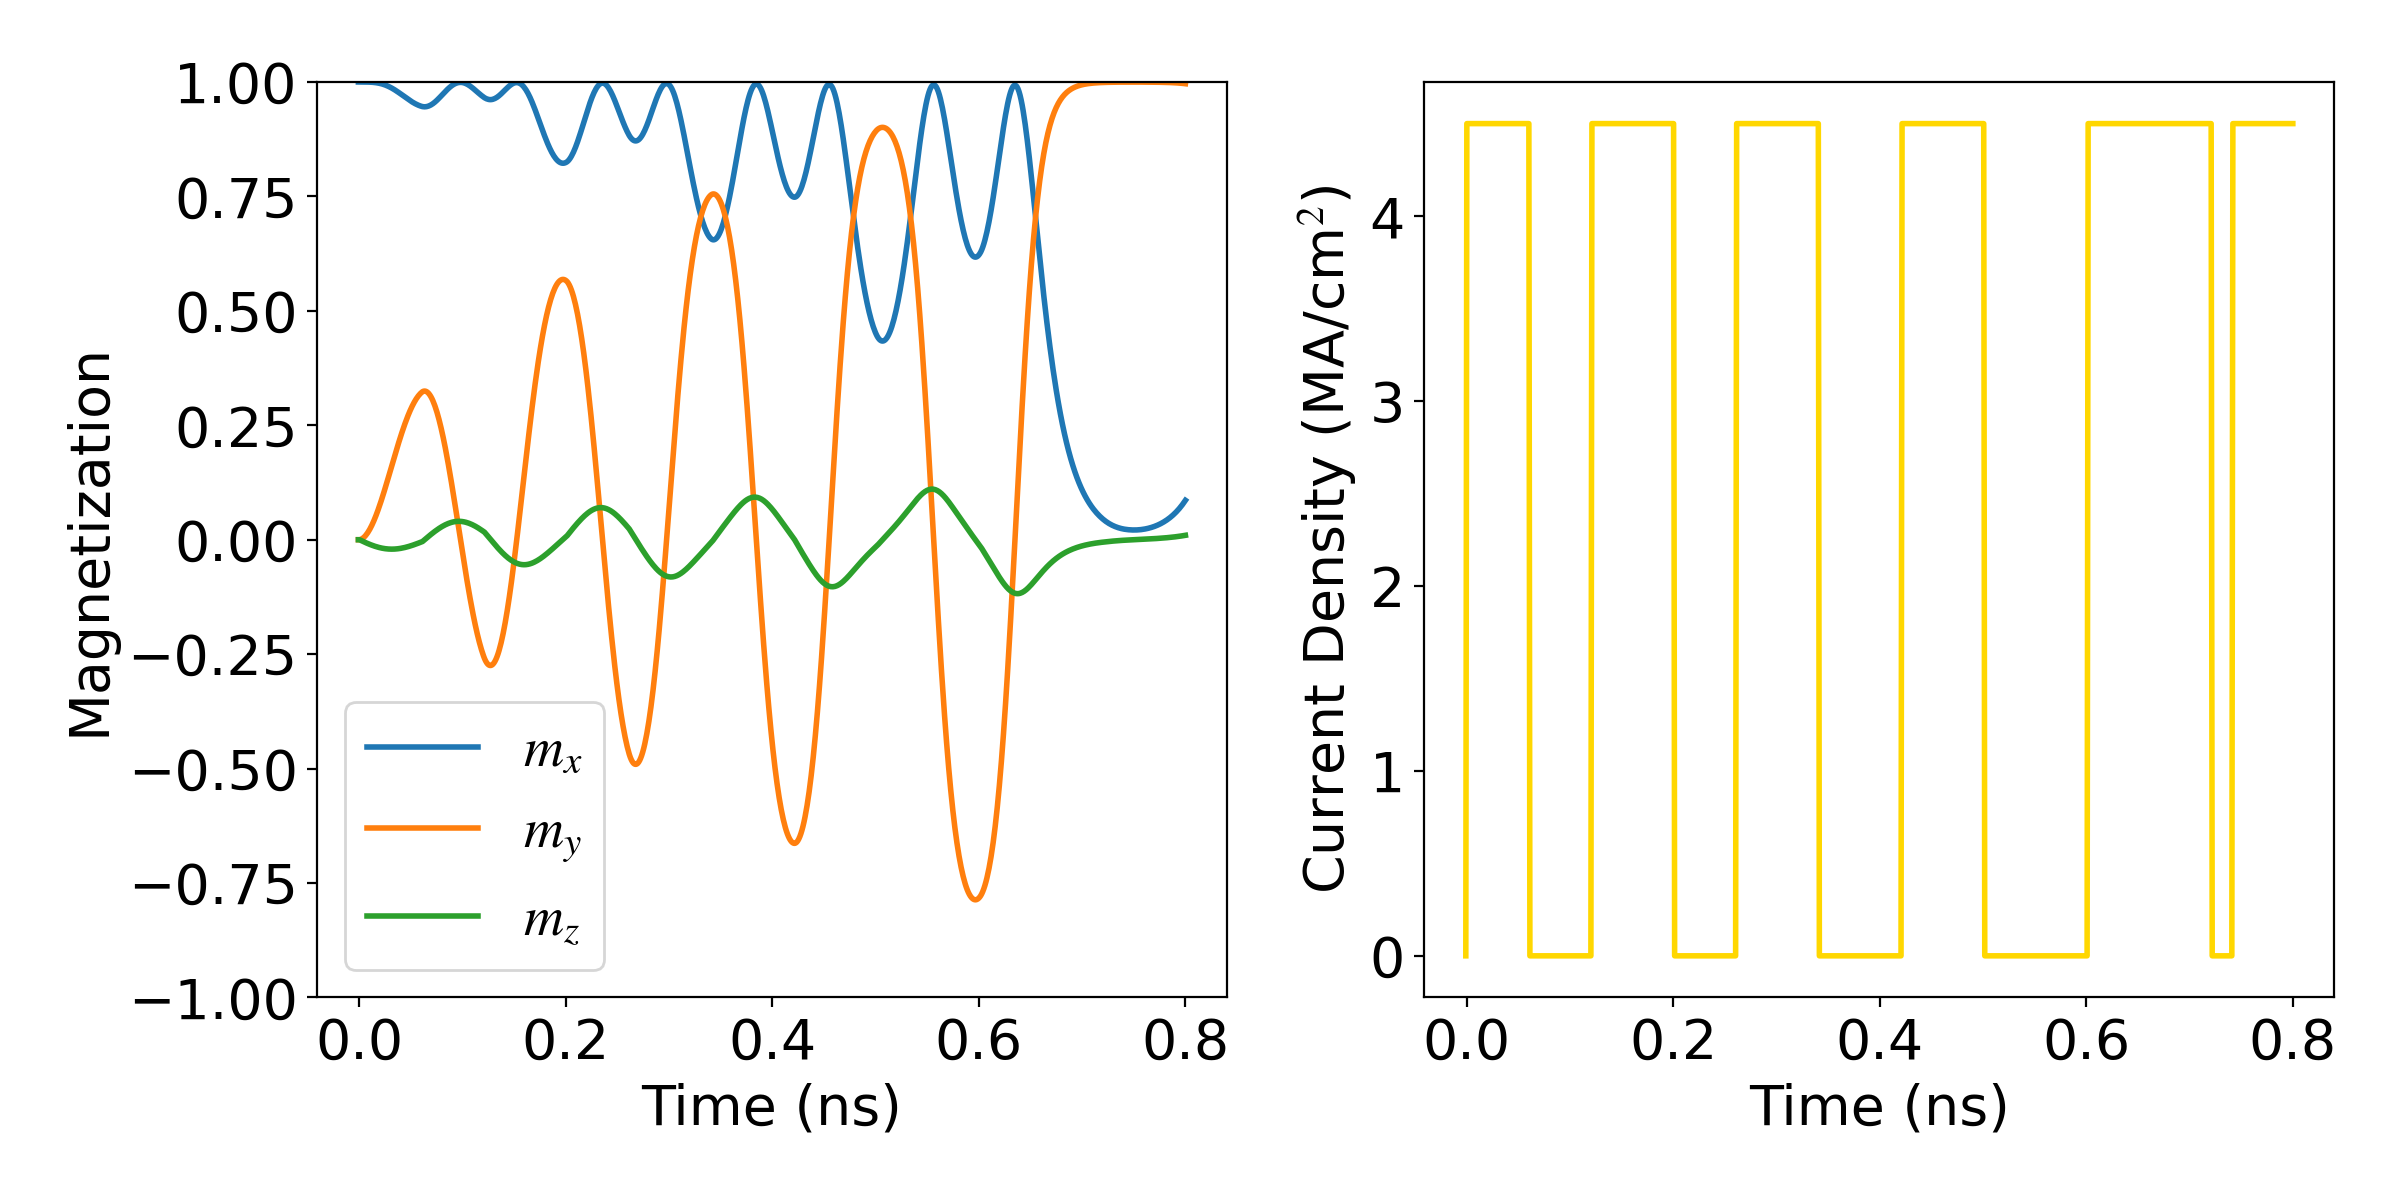 Magnetization
1.00
0.75
0.50
0.25
0.00
−0.25
−0.50
−0.75
−1.00
m_x
m_y
m_z
0.0 0.2 0.4 0.6 0.8
Time (ns)
Current Density (MA/cm²)
4
3
2
1
0
0.0 0.2 0.4 0.6 0.8
Time (ns)